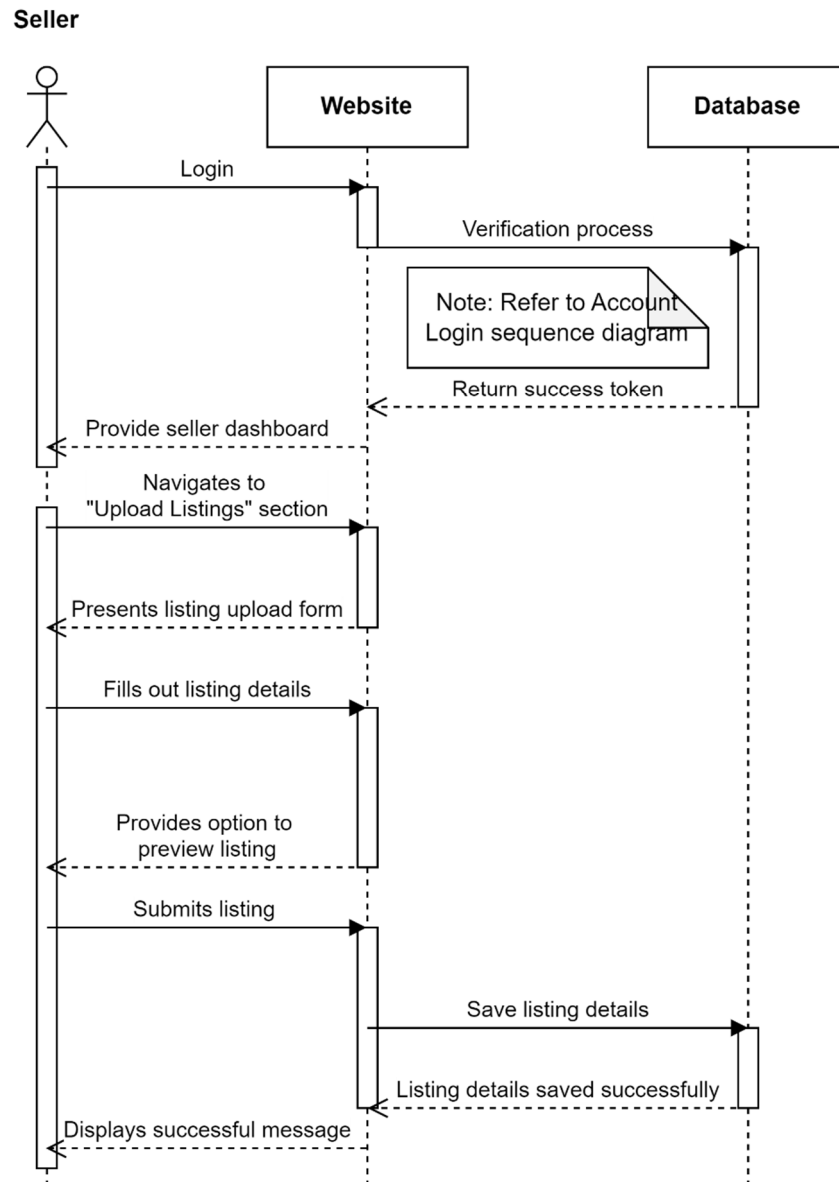 Seller
Website
Database
Login
Verification process
Note: Refer to Account
Login sequence diagram
Return success token
Provide seller dashboard
Navigates to
"Upload Listings" section
Presents listing upload form
Fills out listing details
Provides option to
preview listing
Submits listing
Save listing details
Listing details saved successfully
Displays successful message